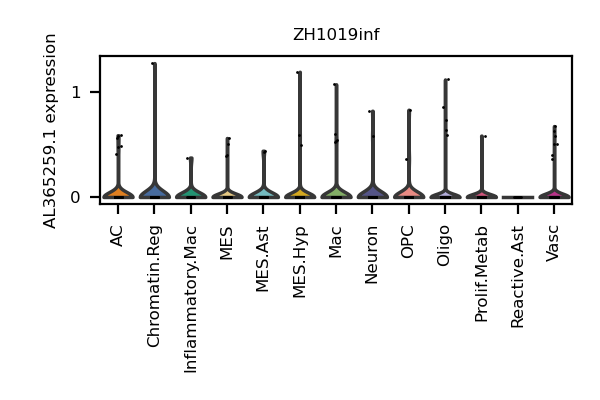 ZH1019inf
AL365259.1 expression
1
0
AC
Chromatin.Reg
Inflammatory.Mac
MES
MES.Ast
MES.Hyp
Mac
Neuron
OPC
Oligo
Prolif.Metab
Reactive.Ast
Vasc